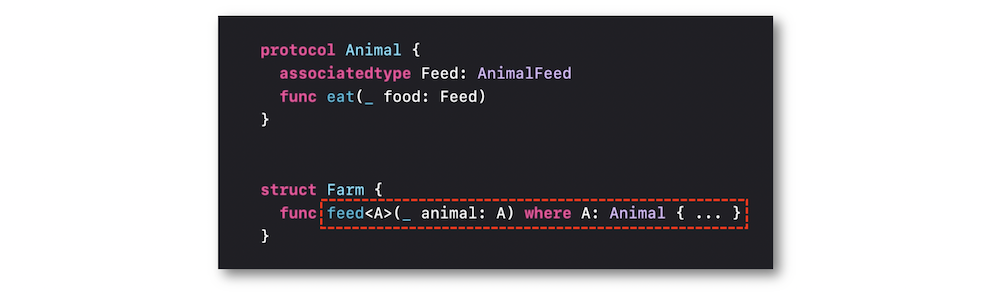 protocol Animal {
  associatedtype Feed: AnimalFeed
  func eat(_ food: Feed)
}
struct Farm {
  func feed<A>(_ animal: A) where A: Animal { ... }
}